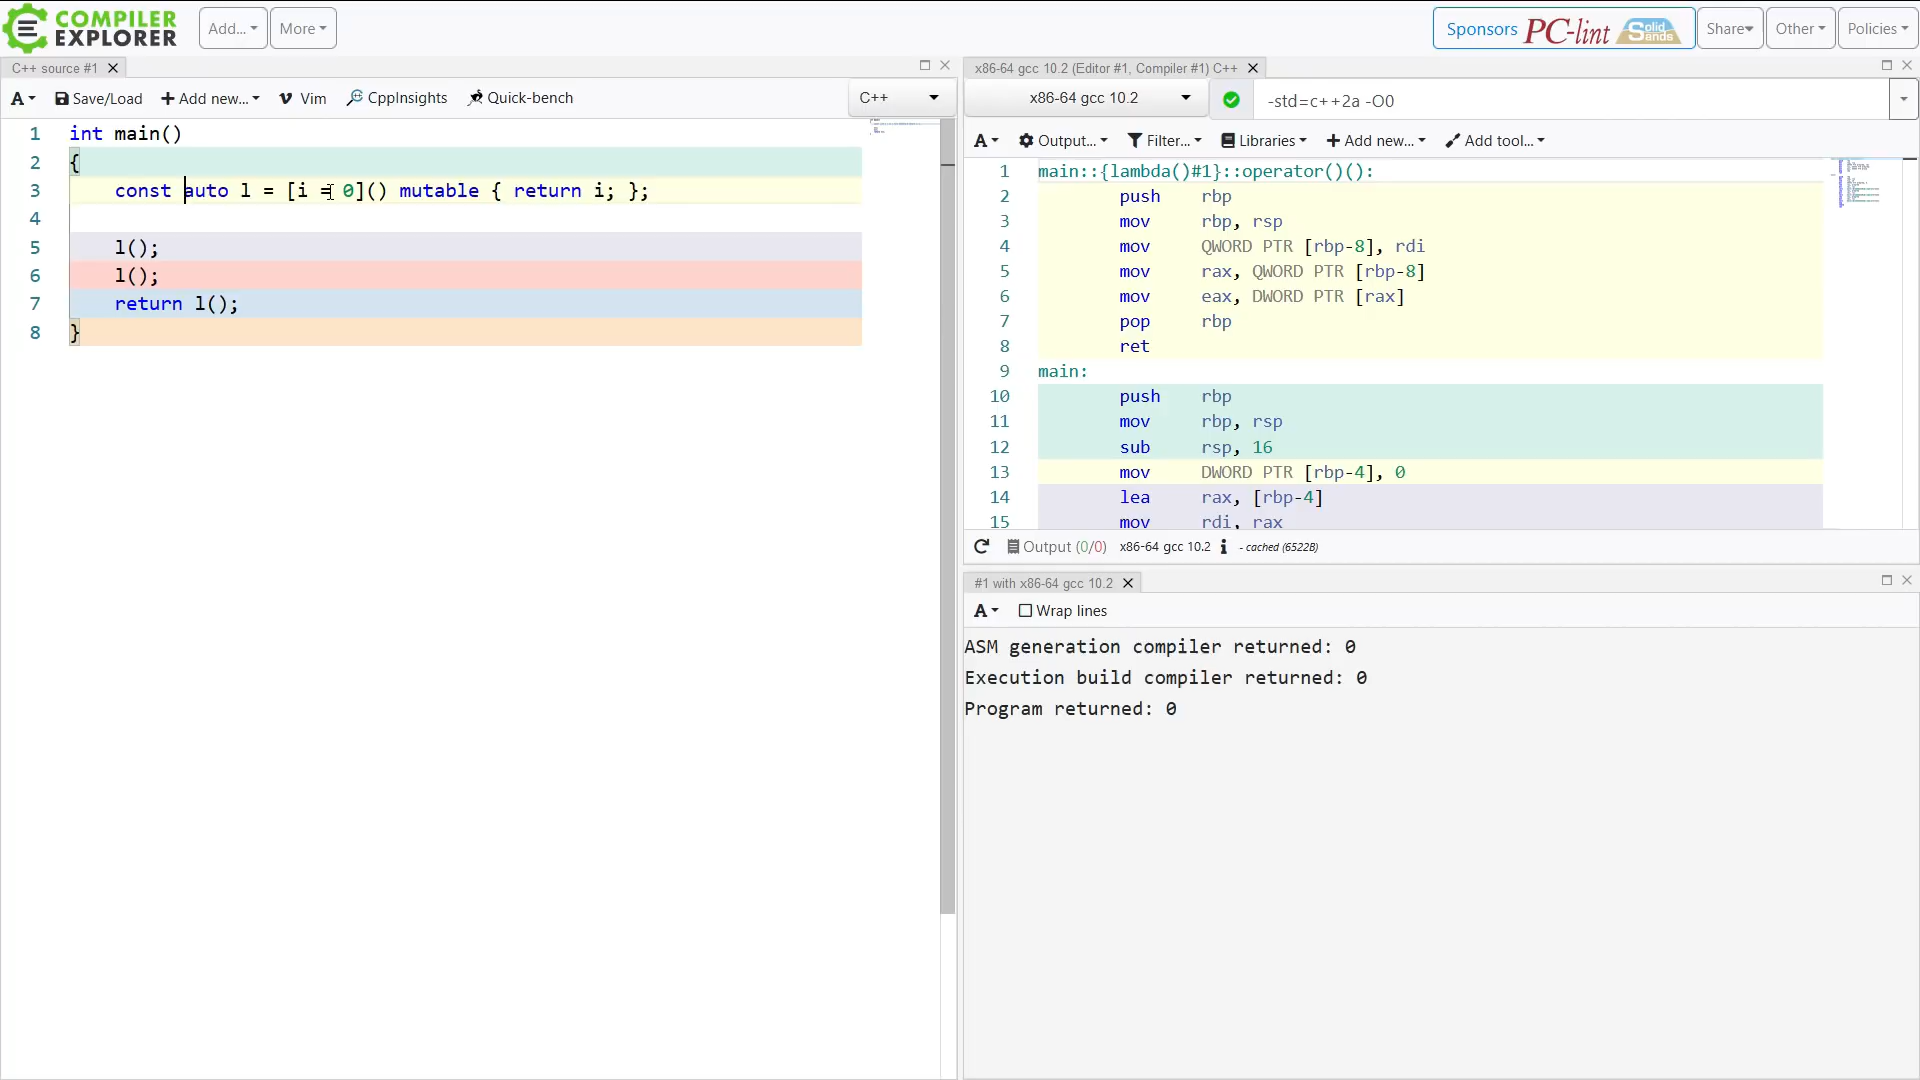 COMPILER
EXPLORER
Add...
More
Sponsors PC-lint Solid Sands
Share
Other
Policies
C++ source #1
A
Save/Load
Add new...
Vim
CppInsights
Quick-bench
C++
1 int main()
2 {
3     const auto l = [i = 0]() mutable { return i; };
4
5     l();
6     l();
7     return l();
8 }
x86-64 gcc 10.2 (Editor #1, Compiler #1) C++
x86-64 gcc 10.2
-std=c++2a -O0
A
Output...
Filter...
Libraries
Add new...
Add tool...
1 main::{lambda()#1}::operator()():
2 push rbp
3 mov rbp, rsp
4 mov QWORD PTR [rbp-8], rdi
5 mov rax, QWORD PTR [rbp-8]
6 mov eax, DWORD PTR [rax]
7 pop rbp
8 ret
9 main:
10 push rbp
11 mov rbp, rsp
12 sub rsp, 16
13 mov DWORD PTR [rbp-4], 0
14 lea rax, [rbp-4]
15 mov rdi, rax
Output (0/0) x86-64 gcc 10.2 i - cached (6522B)
#1 with x86-64 gcc 10.2
A
Wrap lines
ASM generation compiler returned: 0
Execution build compiler returned: 0
Program returned: 0